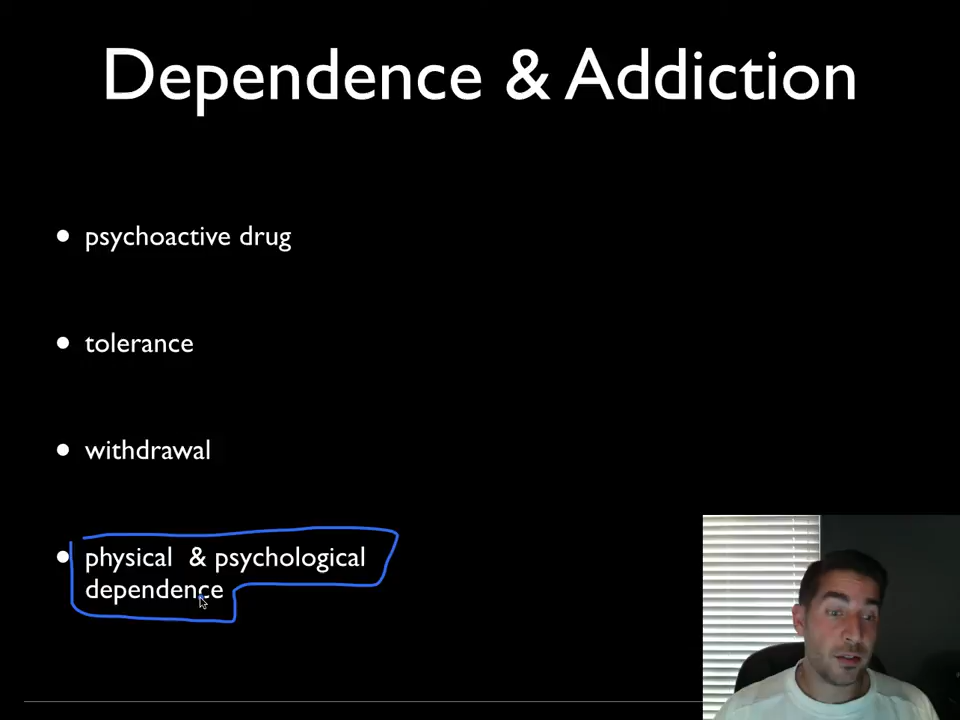 Dependence & Addiction
• psychoactive drug
• tolerance
• withdrawal
• physical & psychological
dependence